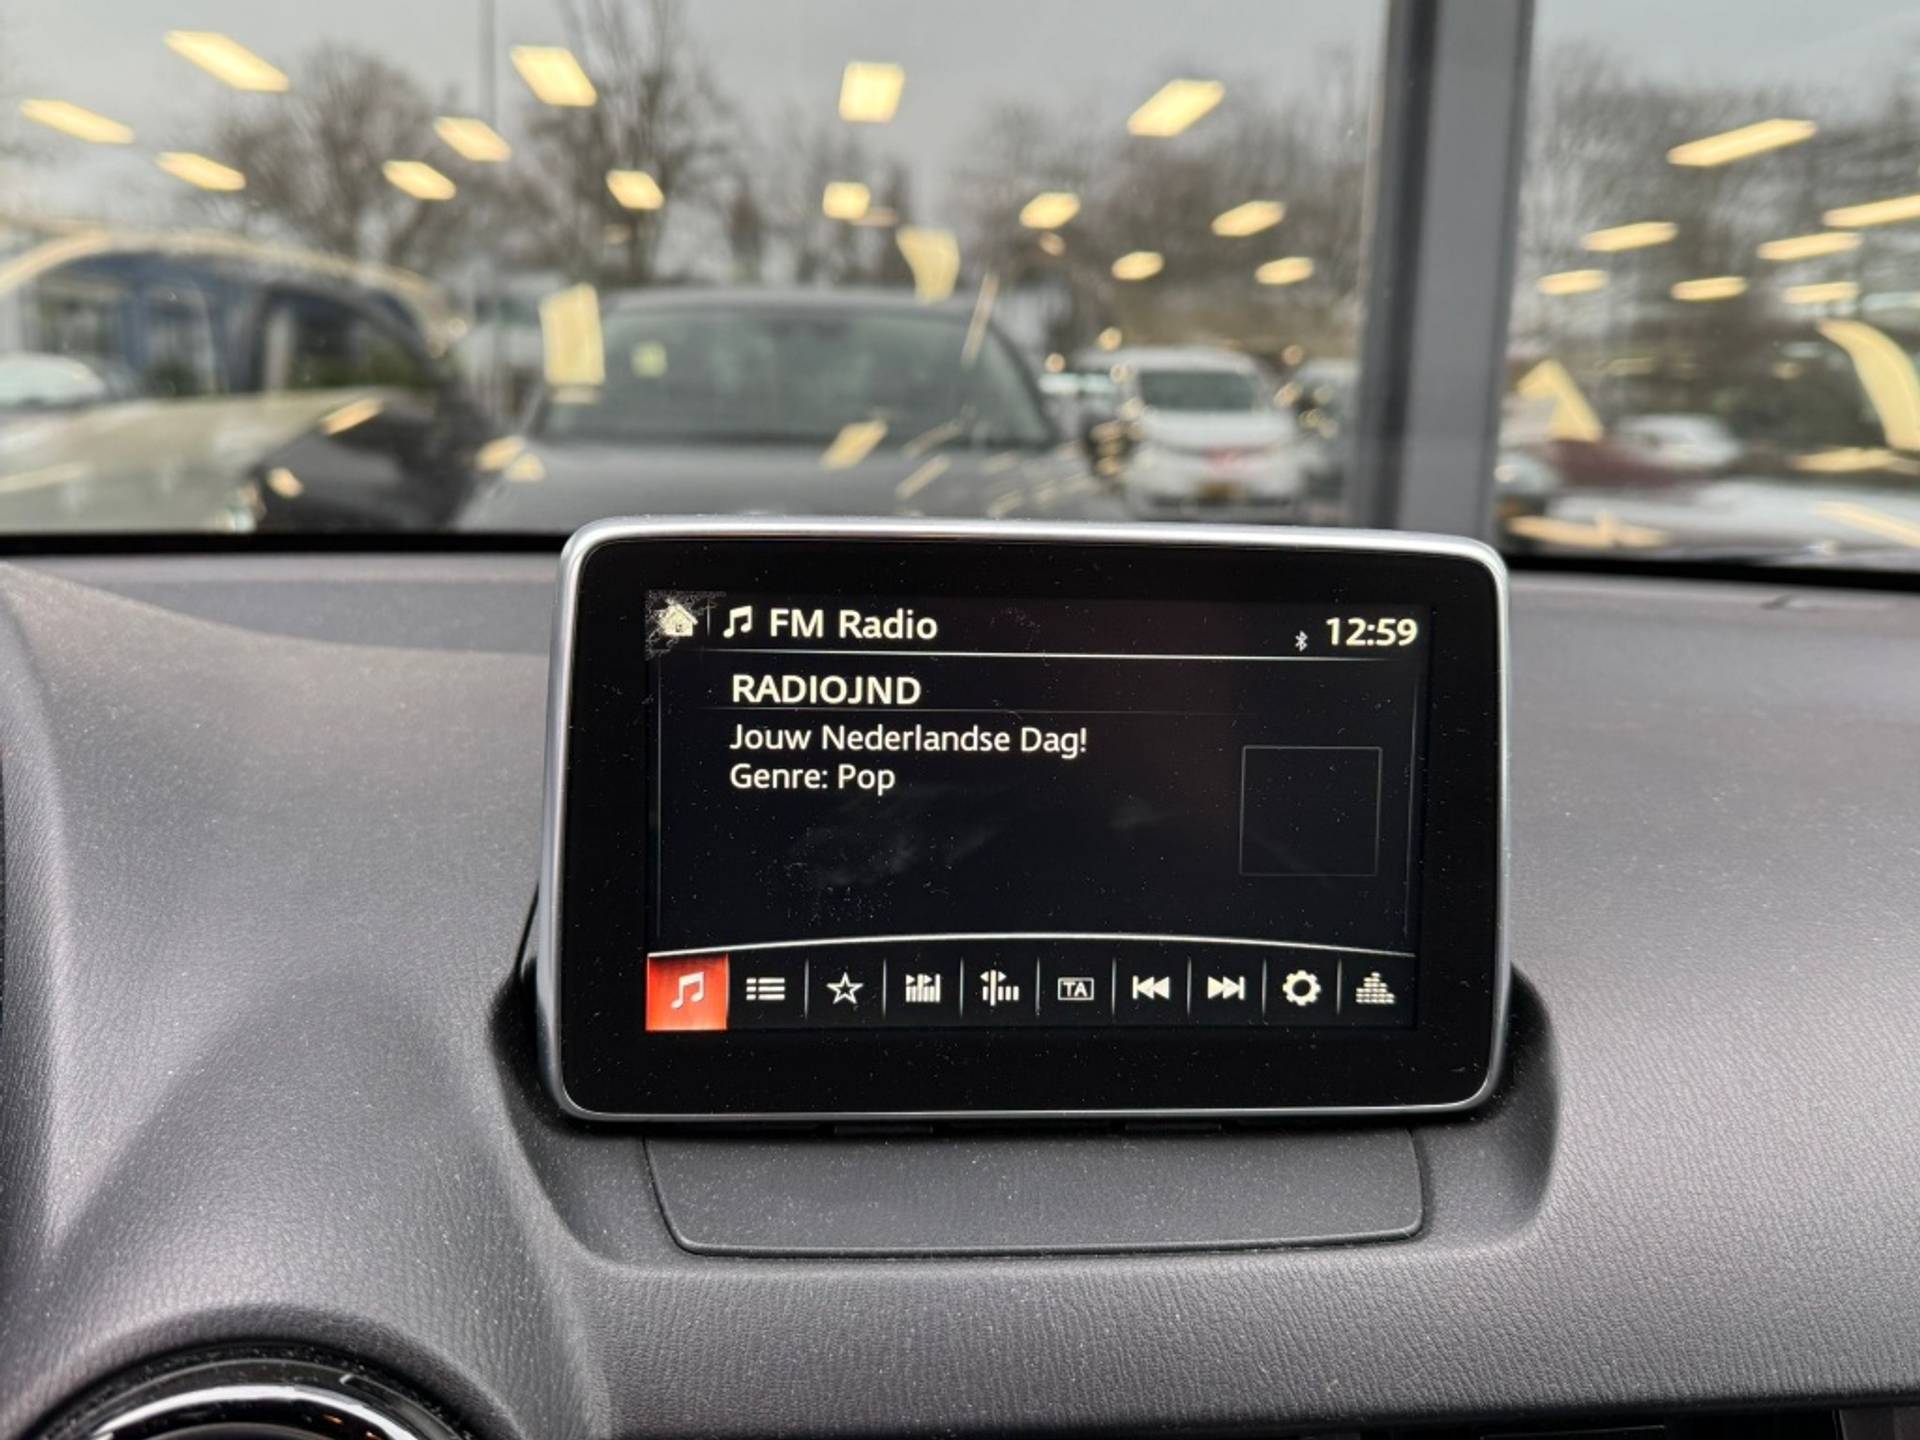 FM Radio
12:59
RADIOJND
Jouw Nederlandse Dag!
Genre: Pop
TA